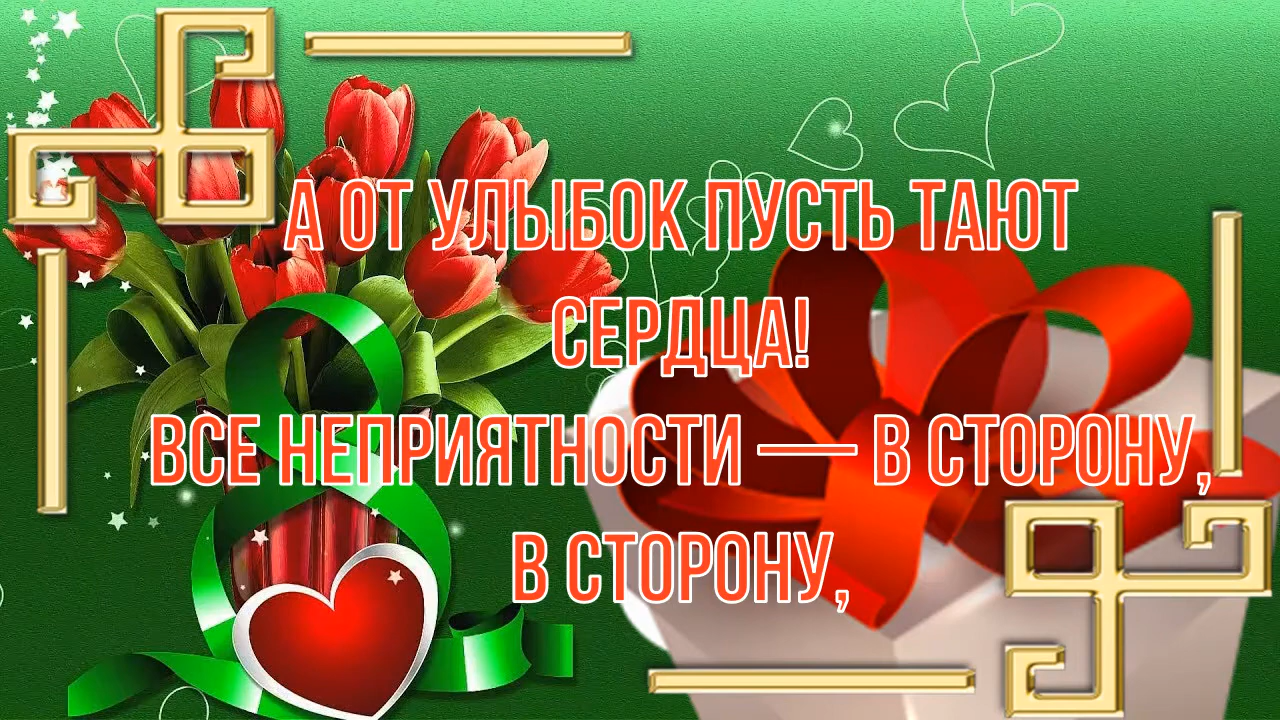 А ОТ УЛЫБОК ПУСТЬ ТАЮТ
СЕРДЦА!
ВСЕ НЕПРИЯТНОСТИ — В СТОРОНУ,
В СТОРОНУ,